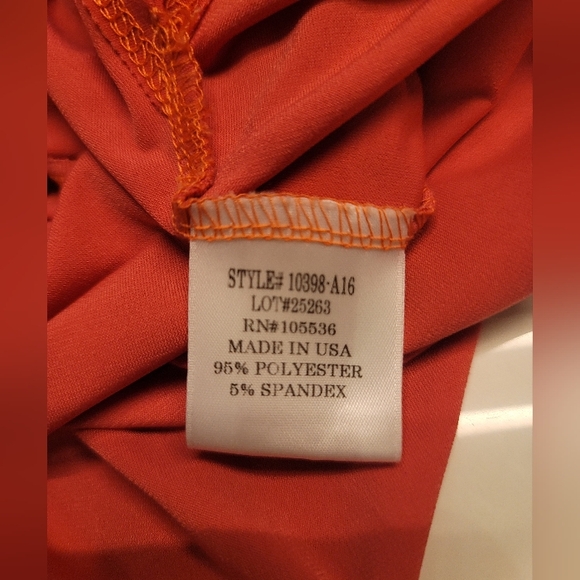 STYLE# 10398-A16
LOT#25263
RN#105536
MADE IN USA
95% POLYESTER
5% SPANDEX